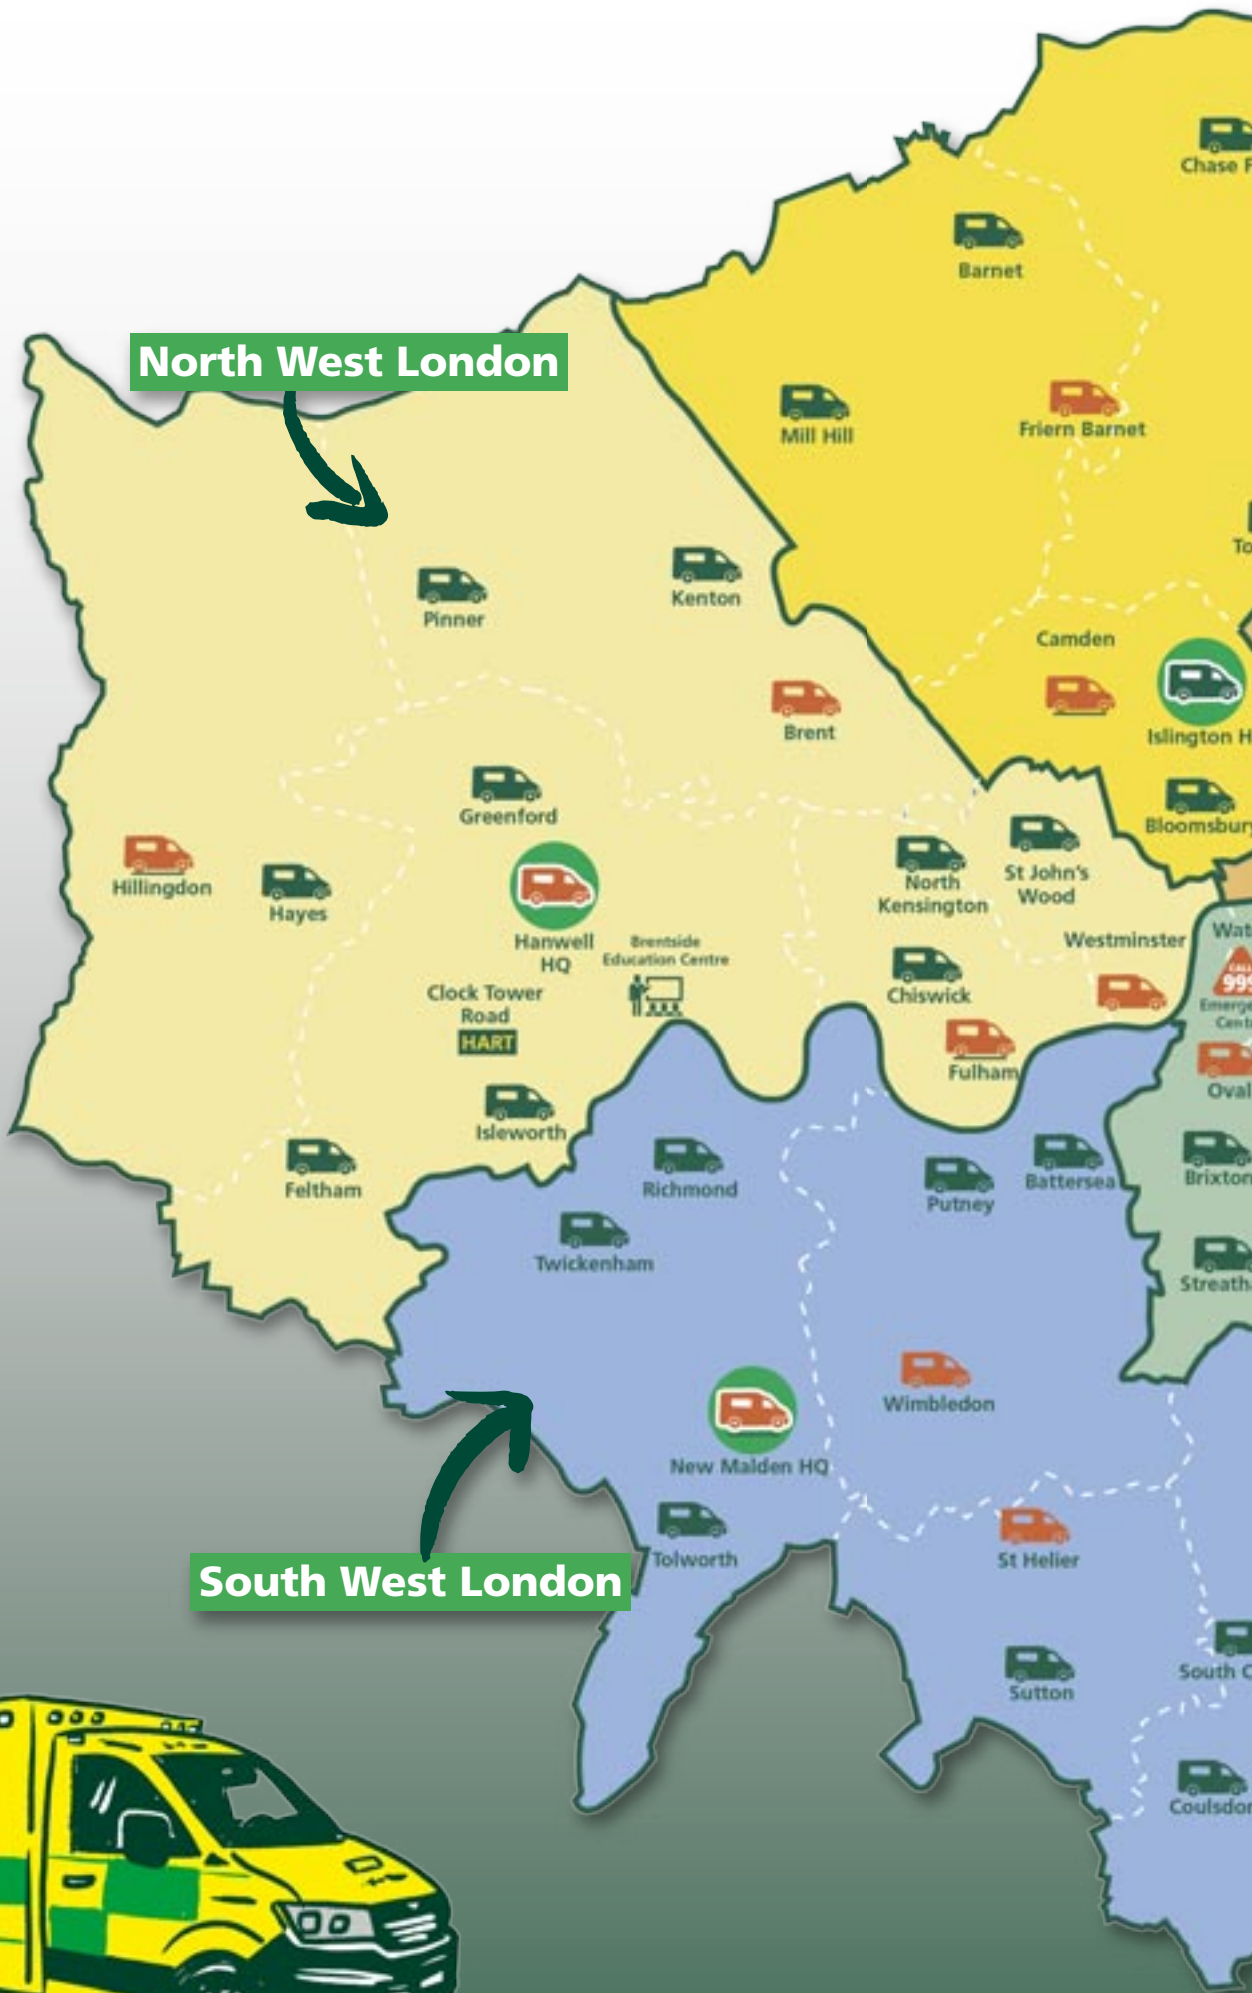 Chase
Barnet
North West London
Mill Hill
Friern Barnet
Pinner
Kenton
Camden
Islington
Brent
Greenford
Bloomsbury
Hillingdon
Hayes
North
Kensington
St John's
Wood
Hanwell
HQ
Brentside
Education Centre
Westminster
Clock Tower
Road
HART
Chiswick
CALL
999
Fulham
Oval
Isleworth
Feltham
Richmond
Putney
Battersea
Brixton
Twickenham
Wimbledon
New Malden HQ
Tolworth
St Helier
South West London
South
Sutton